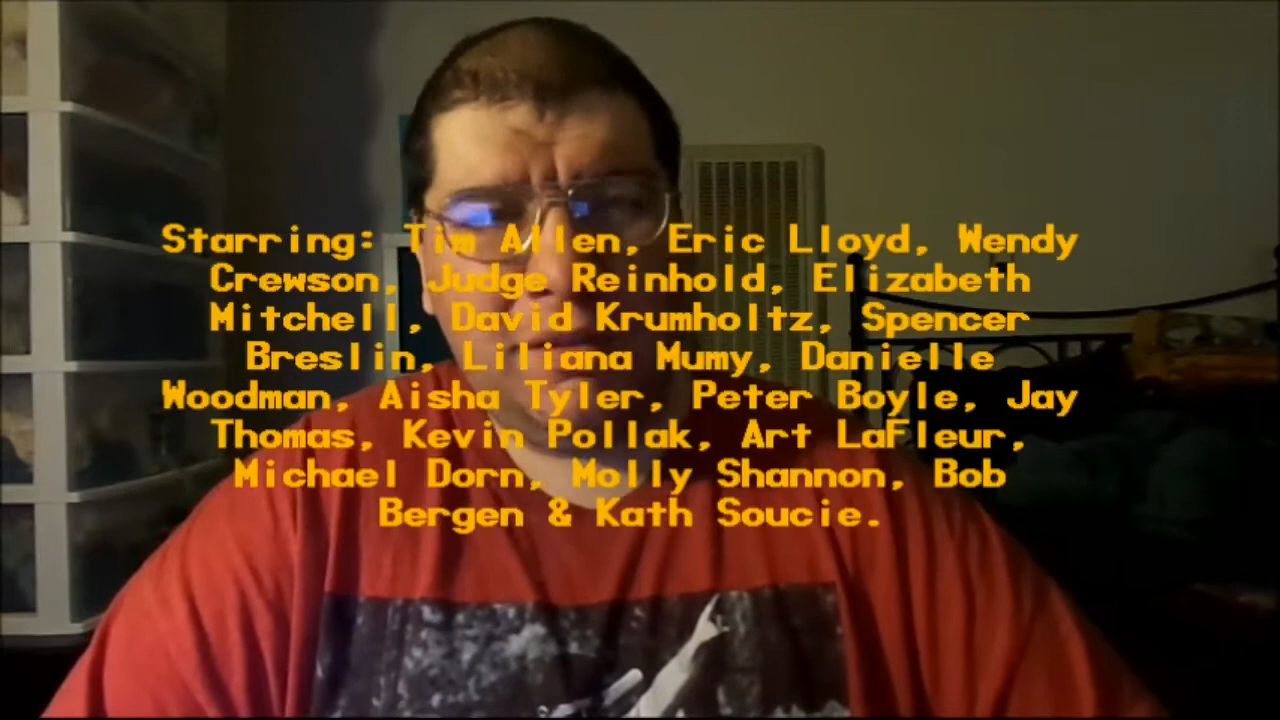 Starring: Tim Allen, Eric Lloyd, Wendy
Crewson, Judge Reinhold, Elizabeth
Mitchell, David Krumholtz, Spencer
Breslin, Liliana Mumy, Danielle
Woodman, Aisha Tyler, Peter Boyle, Jay
Thomas, Kevin Pollak, Art LaFleur,
Michael Dorn, Molly Shannon, Bob
Bergen & Kath Soucie.